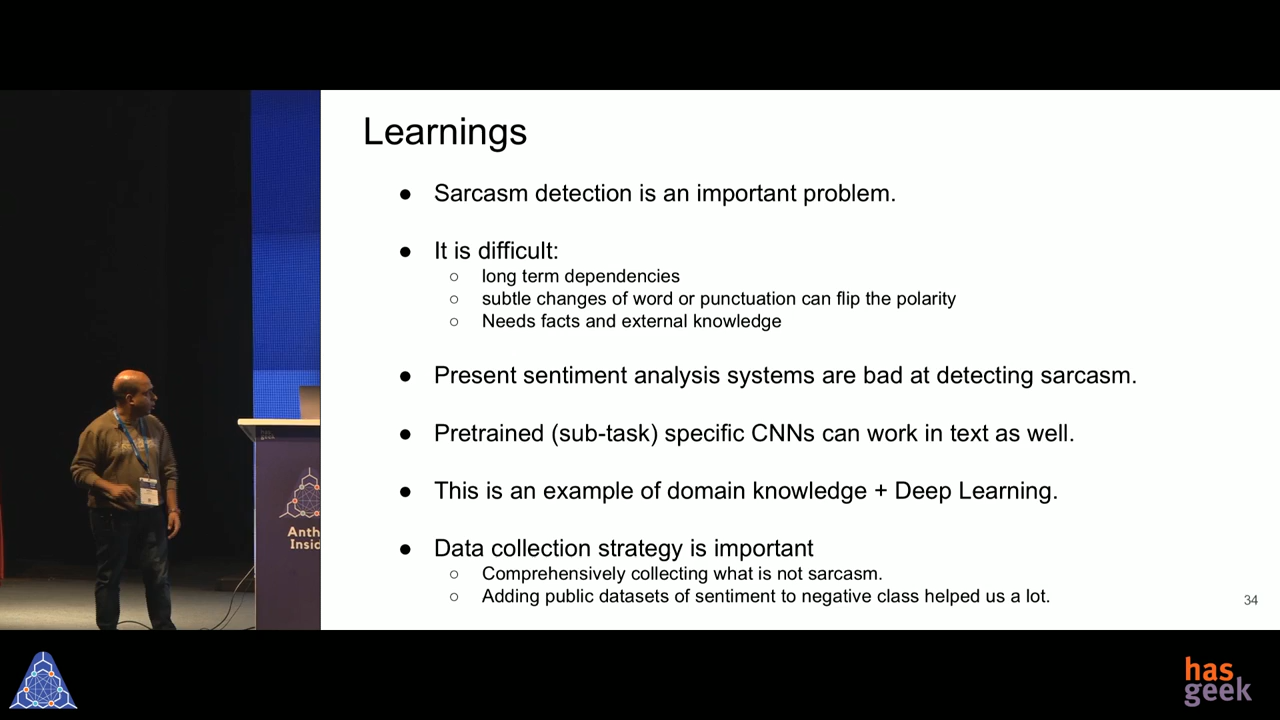 Learnings
● Sarcasm detection is an important problem.
● It is difficult:
○ long term dependencies
○ subtle changes of word or punctuation can flip the polarity
○ Needs facts and external knowledge
● Present sentiment analysis systems are bad at detecting sarcasm.
● Pretrained (sub-task) specific CNNs can work in text as well.
● This is an example of domain knowledge + Deep Learning.
● Data collection strategy is important
○ Comprehensively collecting what is not sarcasm.
○ Adding public datasets of sentiment to negative class helped us a lot.
34
Anth
Insid
has
geek